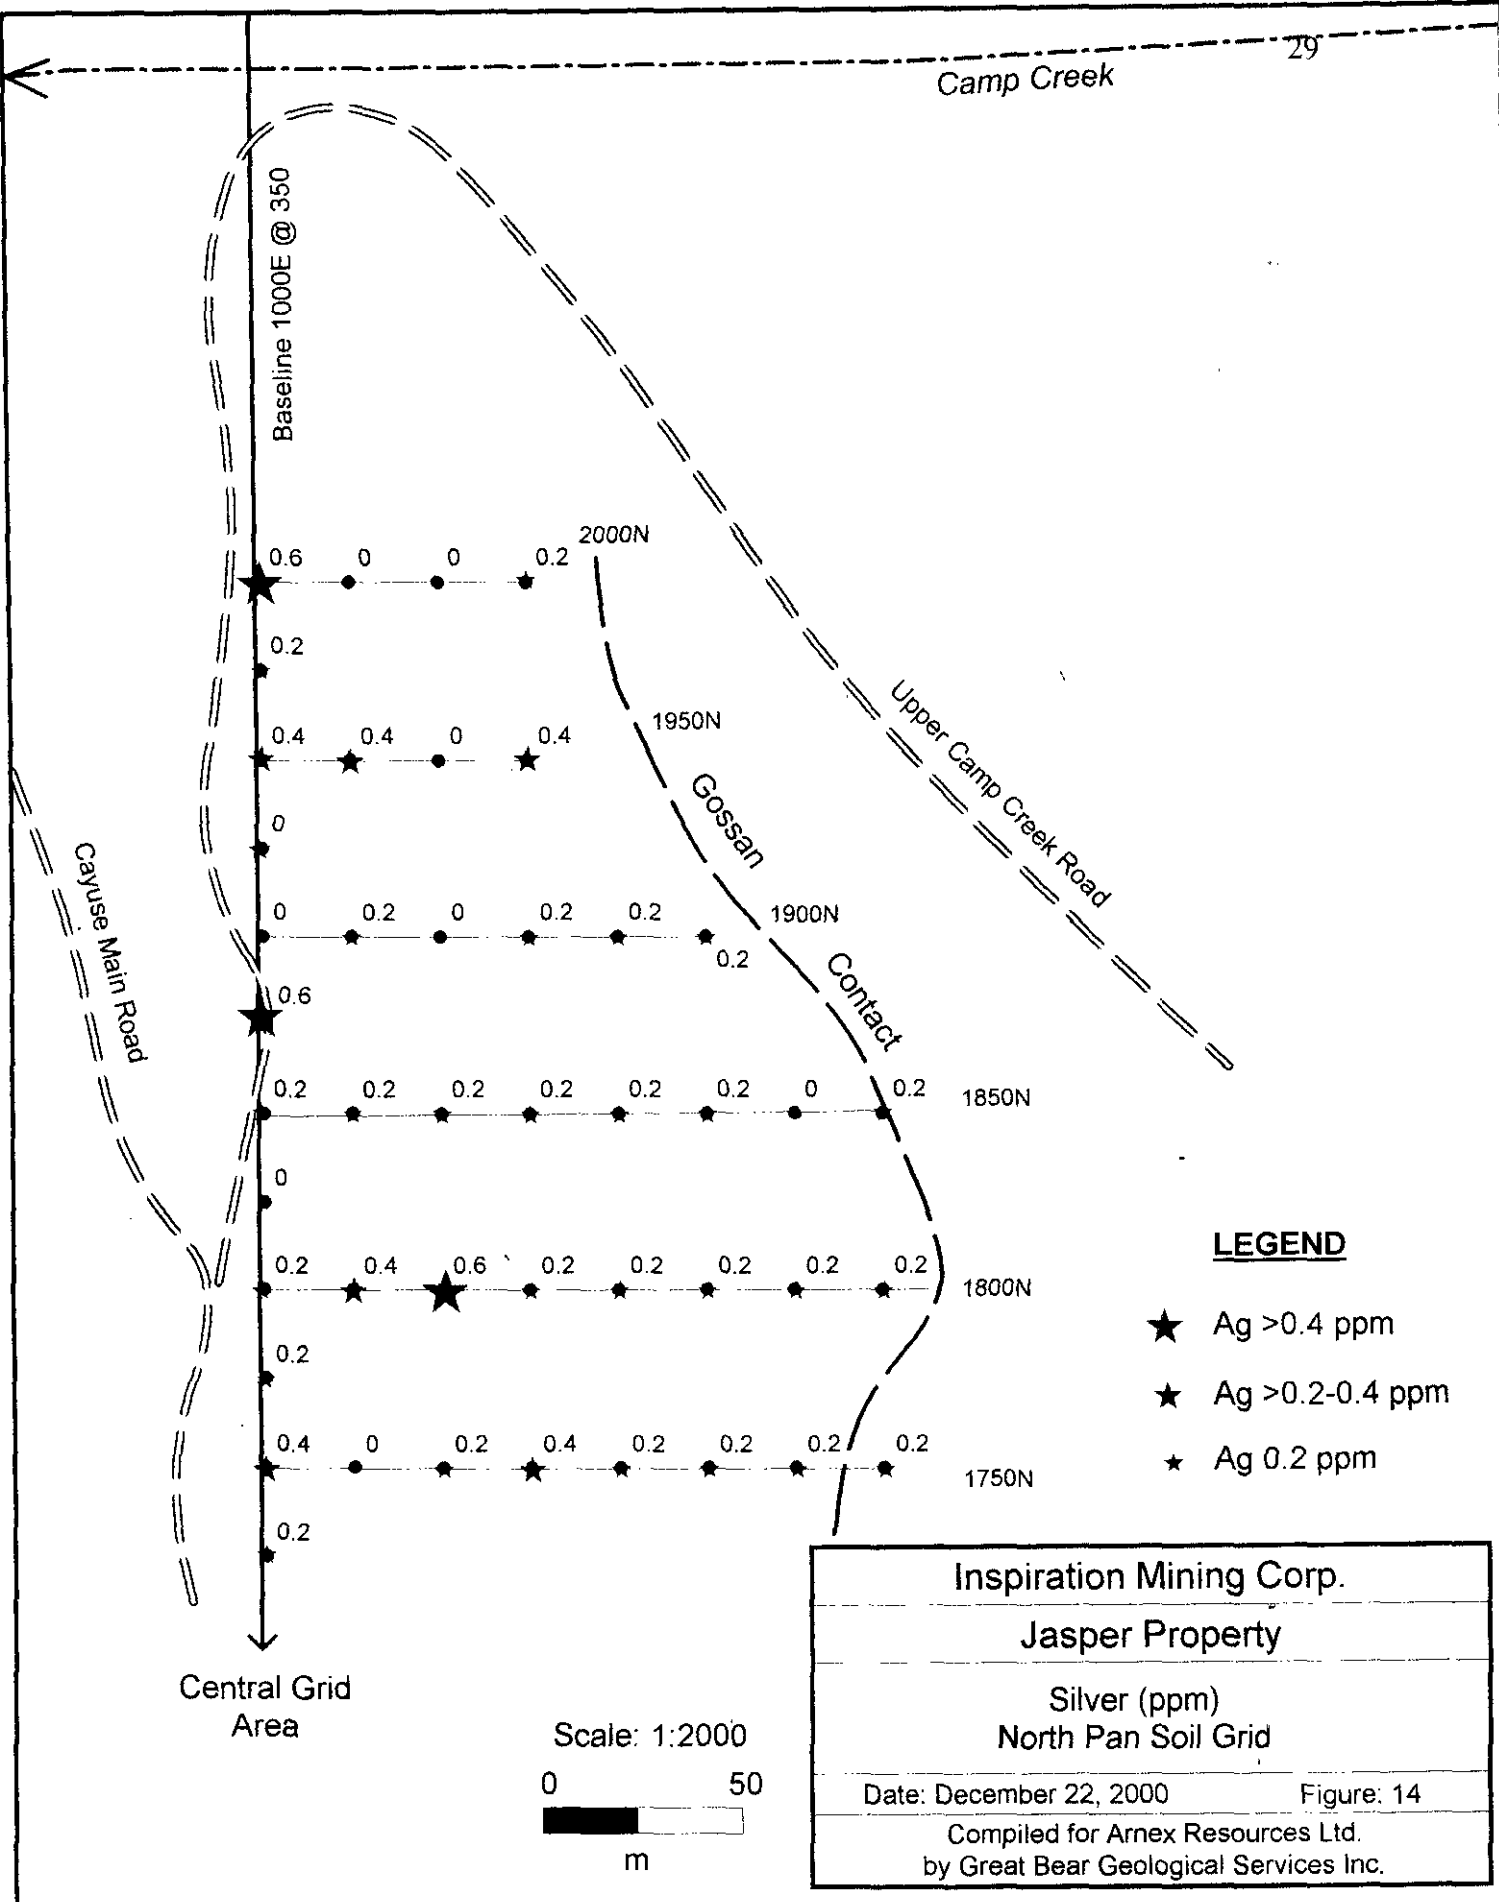 29
Camp Creek
Baseline 1000E @ 350
2000N
0.6 0 0 0.2
0.2
1950N
0.4 0.4 0 0.4
Upper Camp Creek Road
Gossan
Contact
0
Cayuse Main Road
0 0.2 0 0.2 0.2 1900N
0.2
0.6
0.2 0.2 0.2 0.2 0.2 0.2 0 0.2 1850N
0
0.2 0.4 0.6 0.2 0.2 0.2 0.2 0.2 1800N
0.2
0.4 0 0.2 0.4 0.2 0.2 0.2 0.2 1750N
0.2
LEGEND
Ag >0.4 ppm
Ag >0.2-0.4 ppm
Ag 0.2 ppm
Central Grid
Area
Scale: 1:2000
0 50
m
Inspiration Mining Corp.
Jasper Property
Silver (ppm)
North Pan Soil Grid
Date: December 22, 2000 Figure: 14
Compiled for Arnex Resources Ltd.
by Great Bear Geological Services Inc.